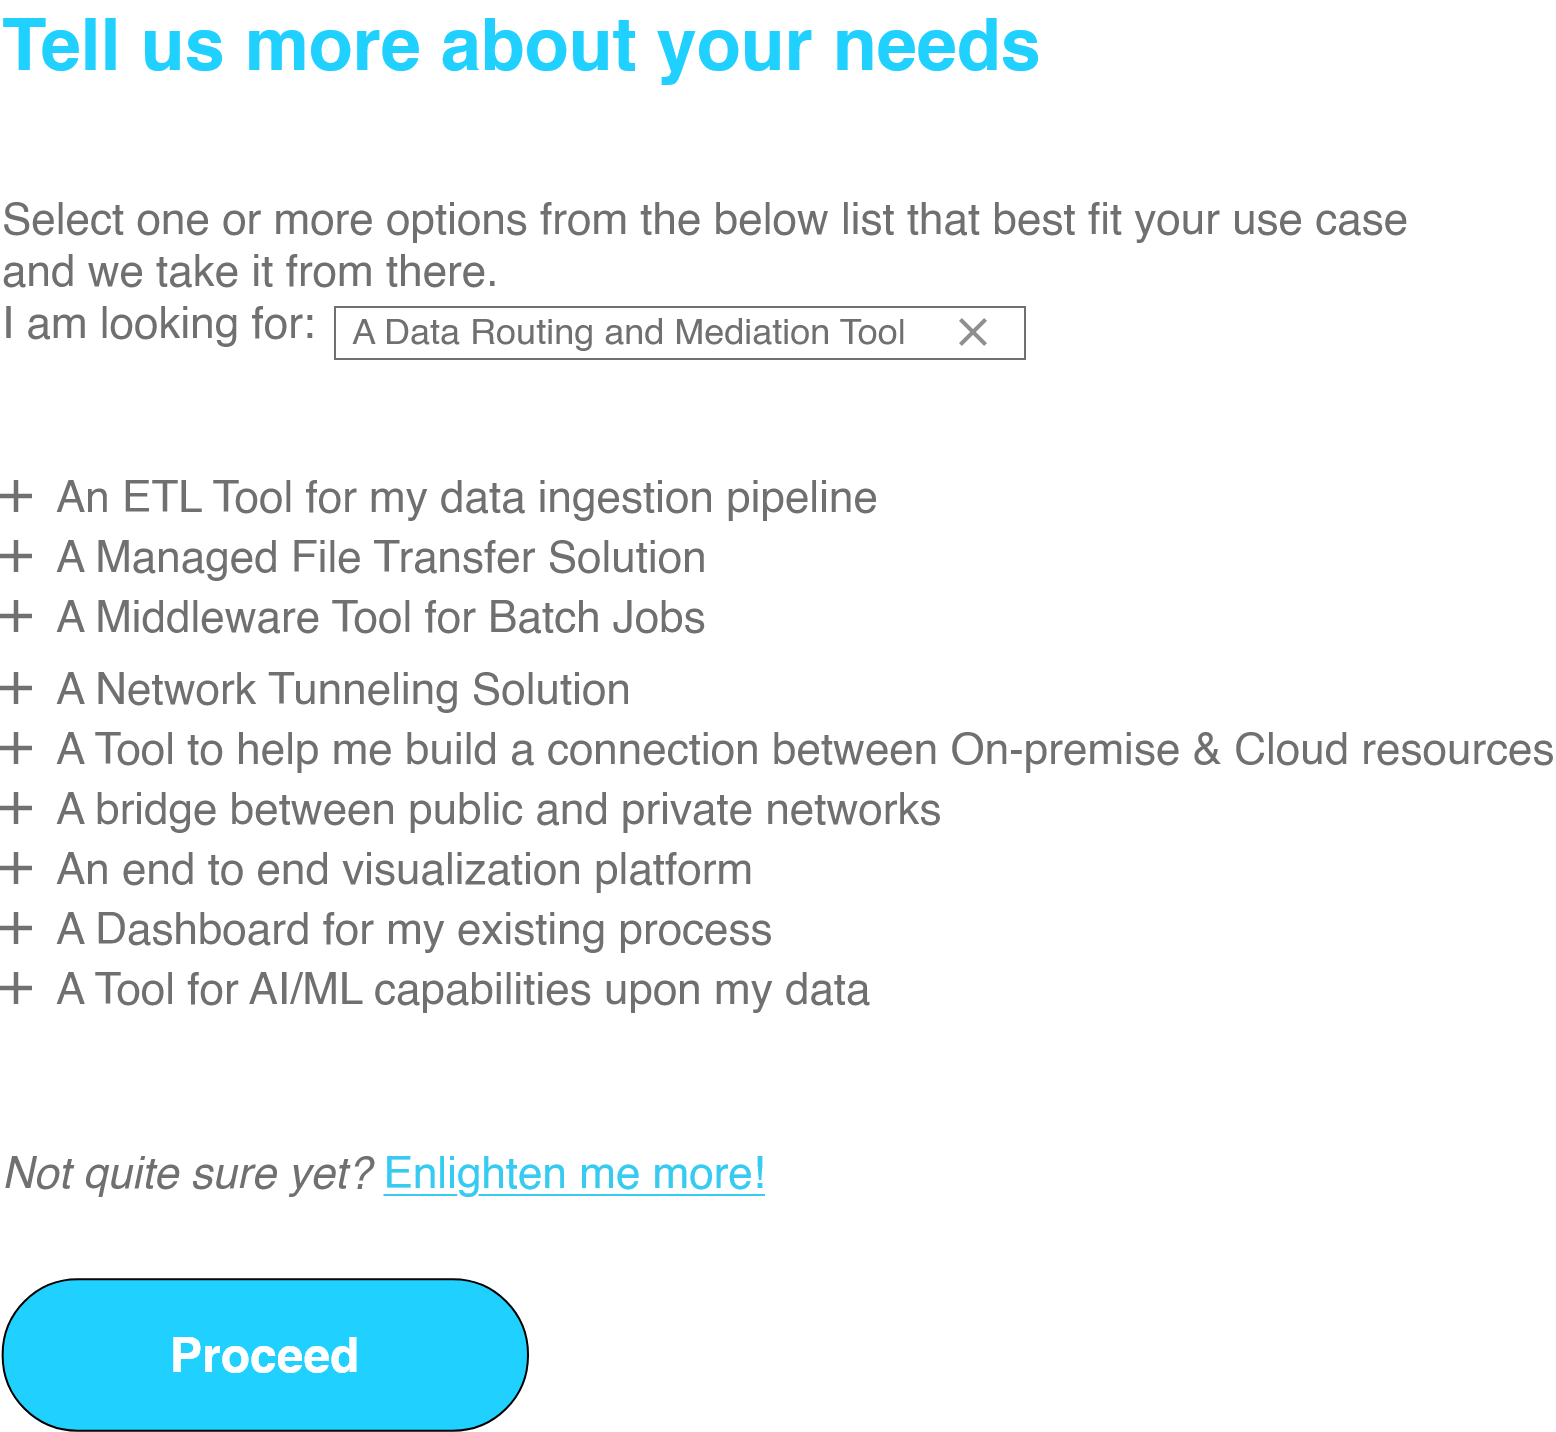 Tell us more about your needs
Select one or more options from the below list that best fit your use case
and we take it from there.
I am looking for: A Data Routing and Mediation Tool
An ETL Tool for my data ingestion pipeline
A Managed File Transfer Solution
A Middleware Tool for Batch Jobs
A Network Tunneling Solution
A Tool to help me build a connection between On-premise & Cloud resources
A bridge between public and private networks
An end to end visualization platform
A Dashboard for my existing process
A Tool for AI/ML capabilities upon my data
Not quite sure yet? Enlighten me more!
Proceed